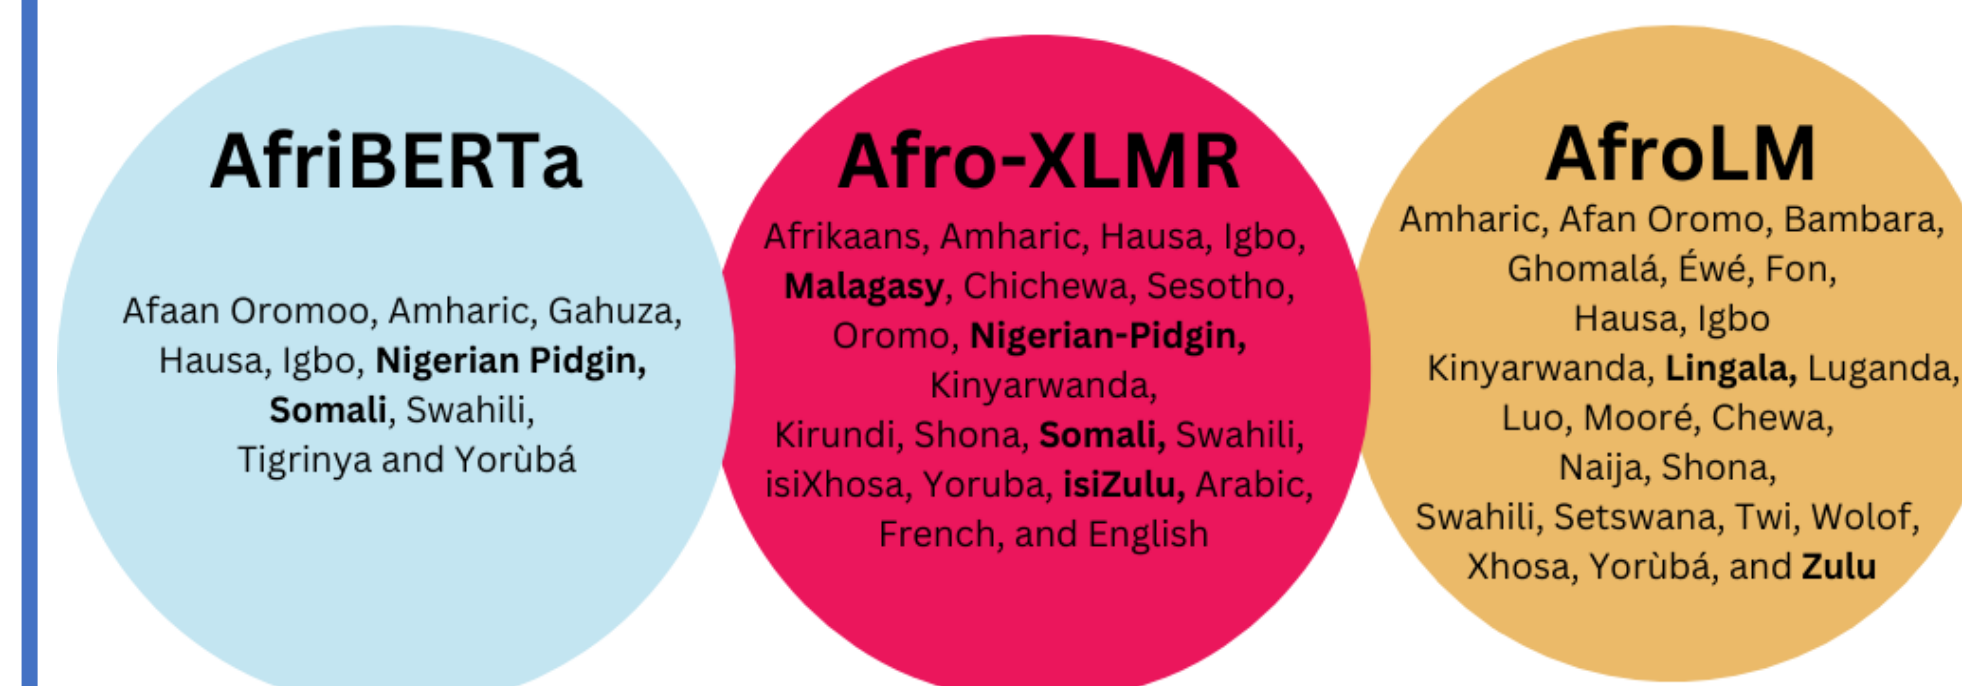 AfriBERTa
Afaan Oromoo, Amharic, Gahuza,
Hausa, Igbo, Nigerian Pidgin,
Somali, Swahili,
Tigrinya and Yorùbá
Afro-XLMR
Afrikaans, Amharic, Hausa, Igbo,
Malagasy, Chichewa, Sesotho,
Oromo, Nigerian-Pidgin,
Kinyarwanda,
Kirundi, Shona, Somali, Swahili,
isiXhosa, Yoruba, isiZulu, Arabic,
French, and English
AfroLM
Amharic, Afan Oromo, Bambara,
Ghomalá, Éwé, Fon,
Hausa, Igbo
Kinyarwanda, Lingala, Luganda,
Luo, Mooré, Chewa,
Naija, Shona,
Swahili, Setswana, Twi, Wolof,
Xhosa, Yorùbá, and Zulu